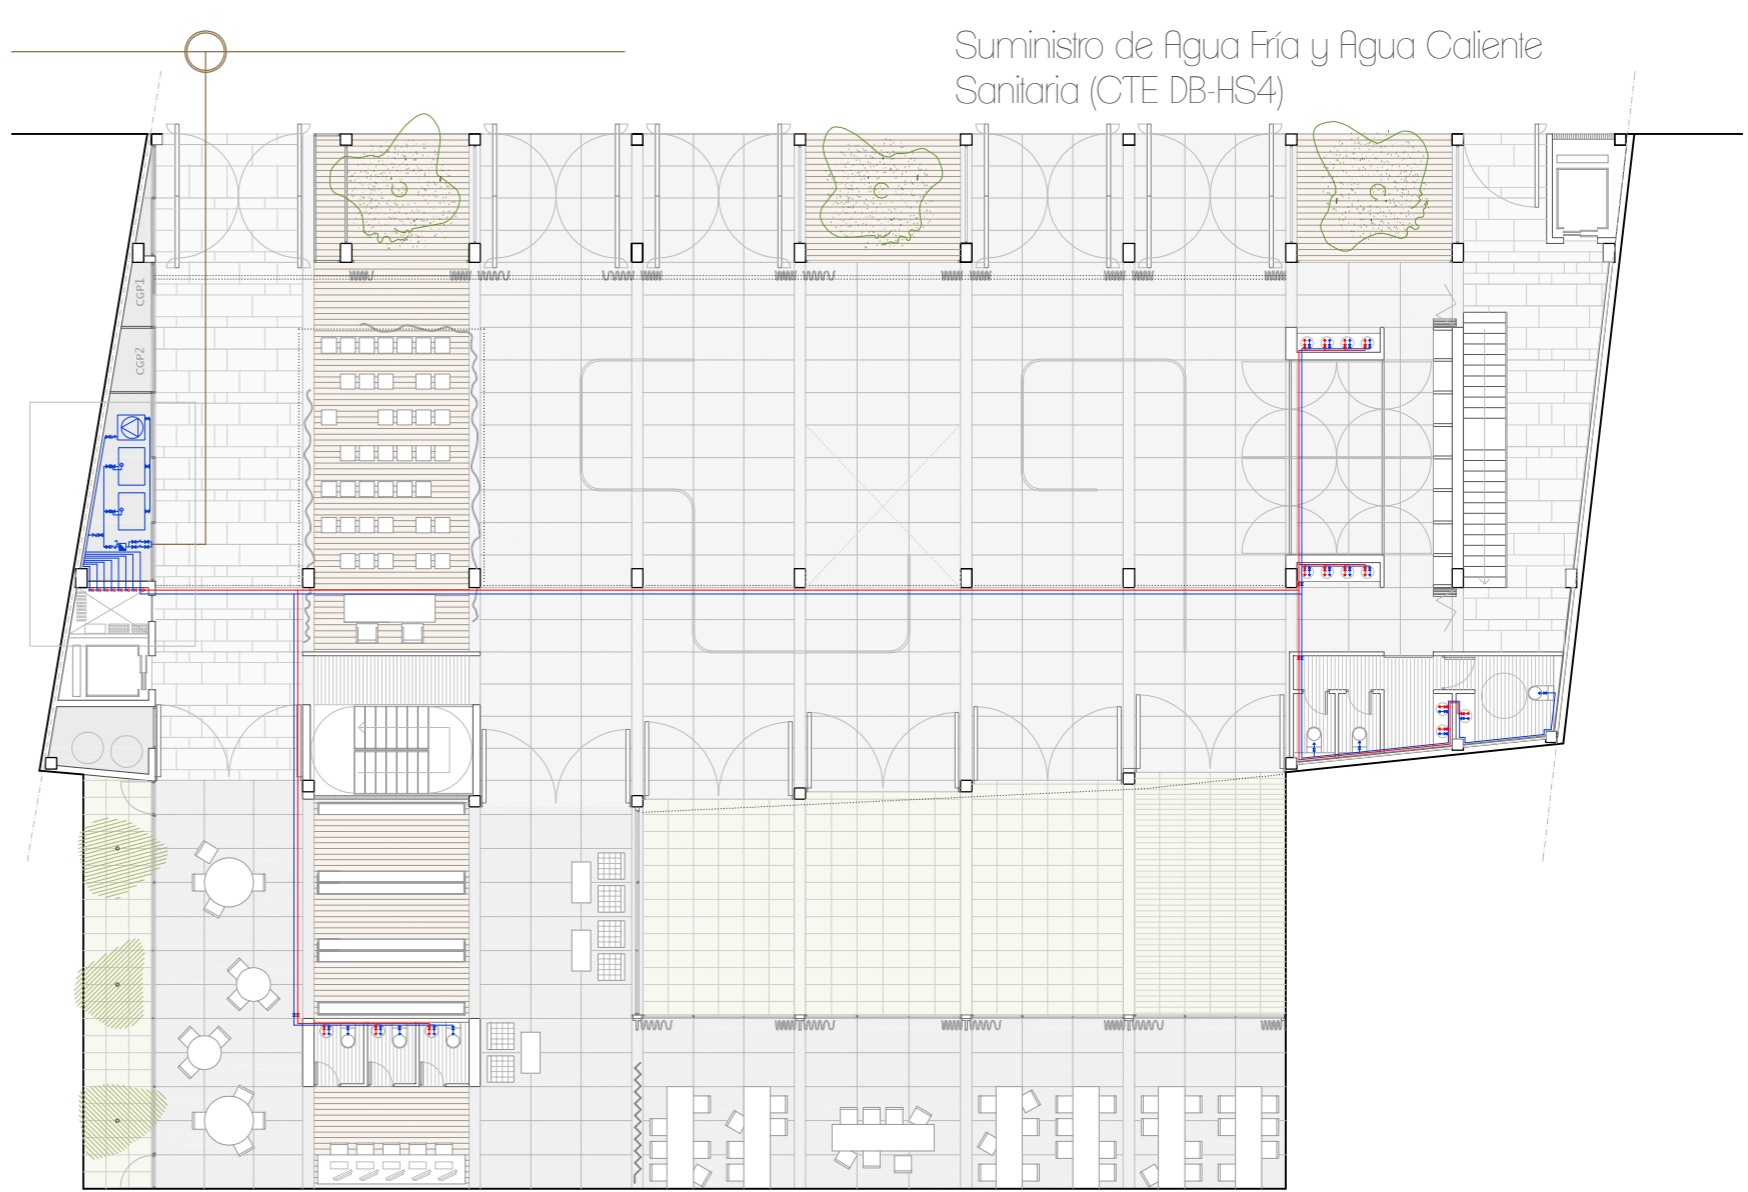 Suministro de Agua Fría y Agua Caliente
Sanitaria (CTE DB-HS4)
CGP1
CGP2